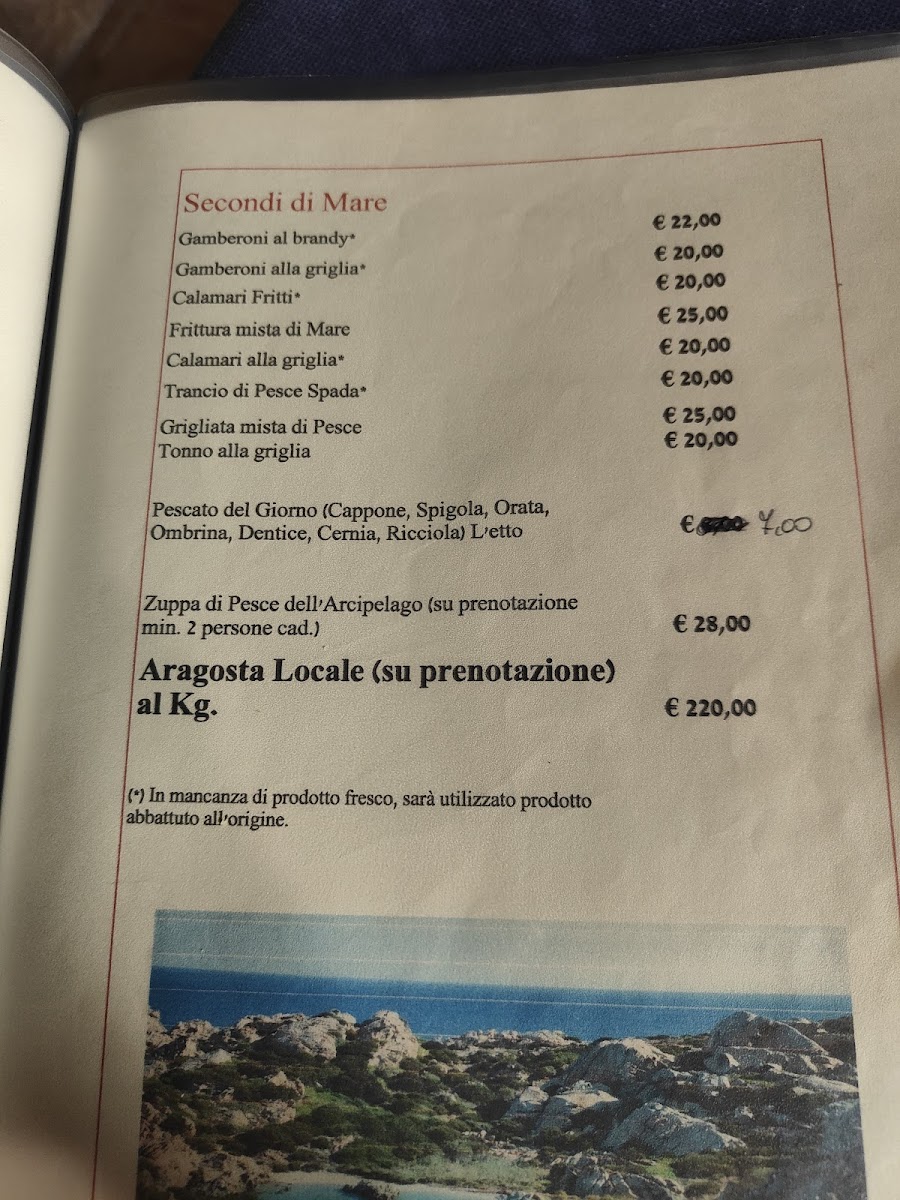 Secondi di Mare
Gamberoni al brandy* € 22,00
Gamberoni alla griglia* € 20,00
Calamari Fritti* € 20,00
Frittura mista di Mare € 25,00
Calamari alla griglia* € 20,00
Trancio di Pesce Spada* € 20,00
Grigliata mista di Pesce € 25,00
Tonno alla griglia € 20,00
Pescato del Giorno (Cappone, Spigola, Orata,
Ombrina, Dentice, Cernia, Ricciola) L'etto € 7,00
Zuppa di Pesce dell'Arcipelago (su prenotazione
min. 2 persone cad.) € 28,00
Aragosta Locale (su prenotazione)
al Kg. € 220,00
(*) In mancanza di prodotto fresco, sarà utilizzato prodotto
abbattuto all'origine.